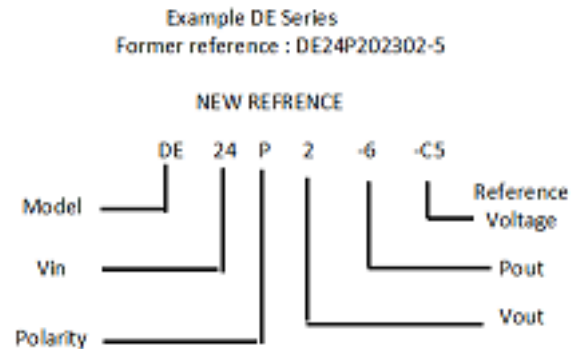 Example DE Series
Former reference : DE24P202302-5
NEW REFRENCE
DE 24 P 2 -6 -C5
Reference
Model
Voltage
Vin
Pout
Vout
Polarity